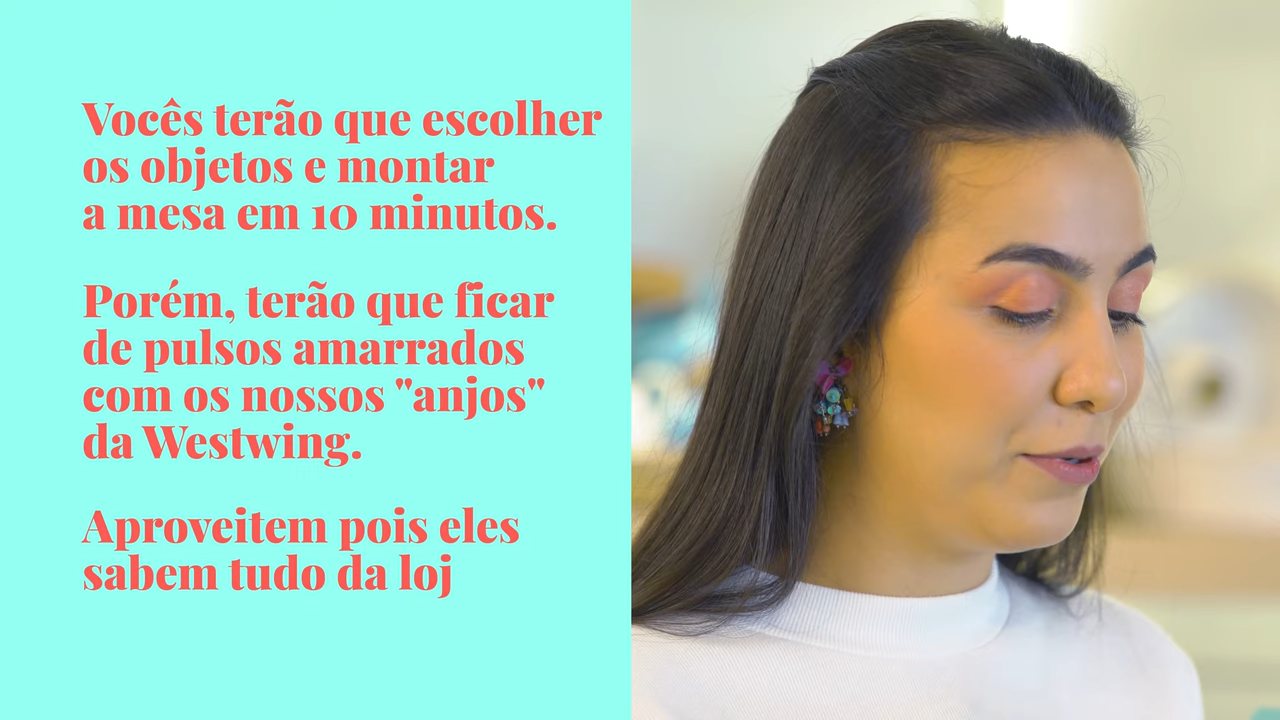 Vocês terão que escolher
os objetos e montar
a mesa em 10 minutos.
Porém, terão que ficar
de pulsos amarrados
com os nossos "anjos"
da Westwing.
Aproveitem pois eles
sabem tudo da loj